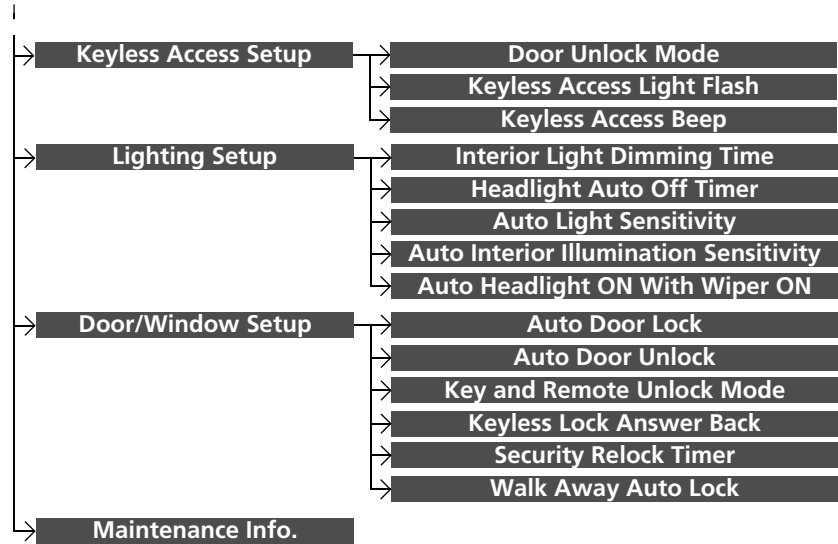 Keyless Access Setup
Door Unlock Mode
Keyless Access Light Flash
Keyless Access Beep
Lighting Setup
Interior Light Dimming Time
Headlight Auto Off Timer
Auto Light Sensitivity
Auto Interior Illumination Sensitivity
Auto Headlight ON With Wiper ON
Door/Window Setup
Auto Door Lock
Auto Door Unlock
Key and Remote Unlock Mode
Keyless Lock Answer Back
Security Relock Timer
Walk Away Auto Lock
Maintenance Info.